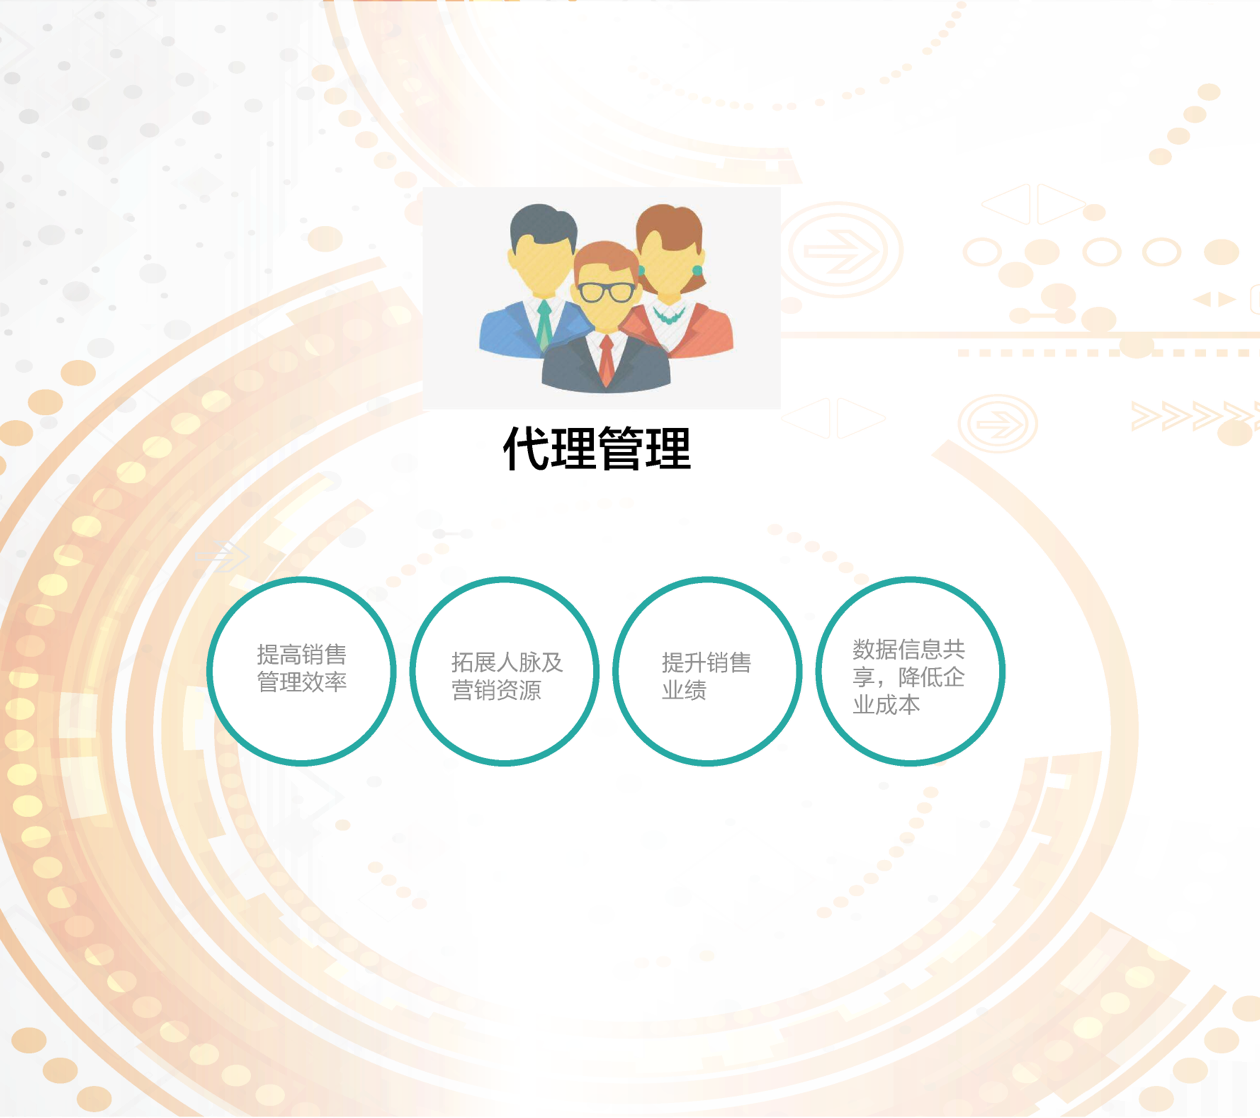 代理管理
提高销售
管理效率
拓展人脉及
营销资源
提升销售
业绩
数据信息共
享，降低企
业成本